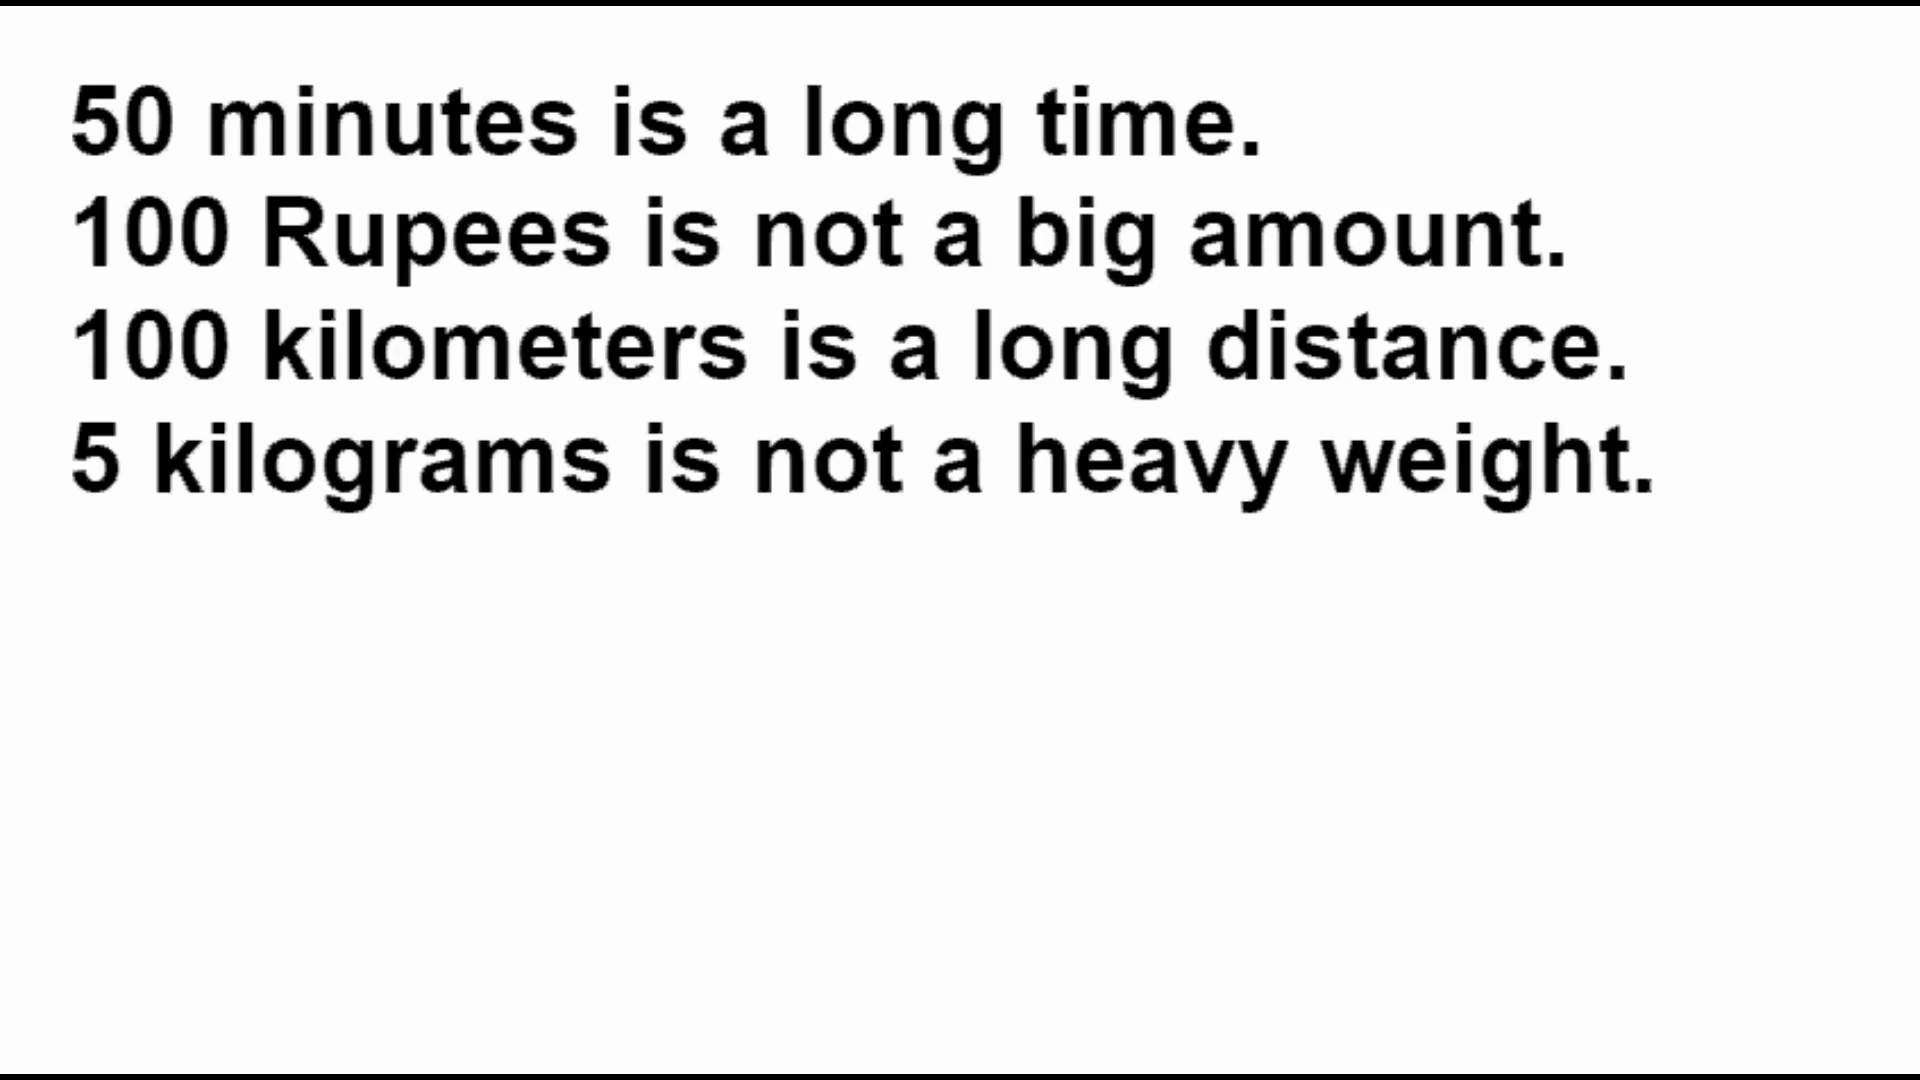 50 minutes is a long time.
100 Rupees is not a big amount.
100 kilometers is a long distance.
5 kilograms is not a heavy weight.